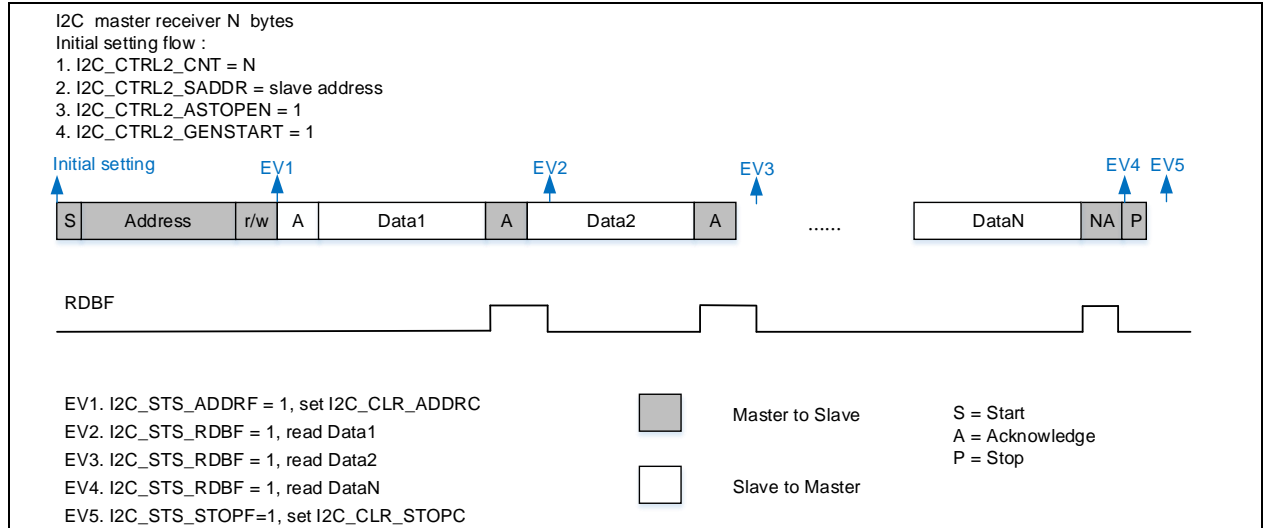 I2C master receiver N bytes
Initial setting flow :
1. I2C_CTRL2_CNT = N
2. I2C_CTRL2_SADDR = slave address
3. I2C_CTRL2_ASTOPEN = 1
4. I2C_CTRL2_GENSTART = 1
Initial setting EV1 EV2 EV3 EV4 EV5
S Address r/w A Data1 A Data2 A ...... DataN NA P
RDBF
EV1. I2C_STS_ADDRF = 1, set I2C_CLR_ADDRC
EV2. I2C_STS_RDBF = 1, read Data1
EV3. I2C_STS_RDBF = 1, read Data2
EV4. I2C_STS_RDBF = 1, read DataN
EV5. I2C_STS_STOPF=1, set I2C_CLR_STOPC
Master to Slave
Slave to Master
S = Start
A = Acknowledge
P = Stop